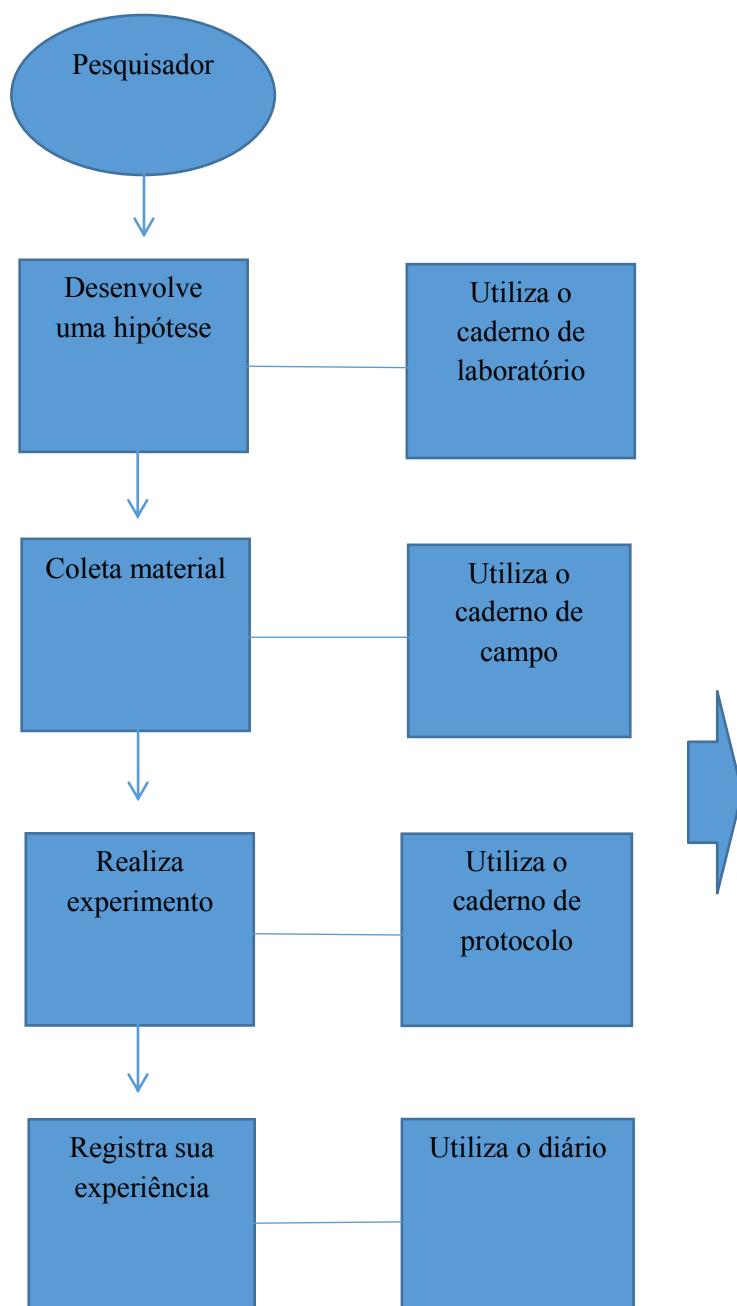 Pesquisador
Desenvolve
uma hipótese
Utiliza o
caderno de
laboratório
Coleta material
Utiliza o
caderno de
campo
Realiza
experimento
Utiliza o
caderno de
protocolo
Registra sua
experiência
Utiliza o diário